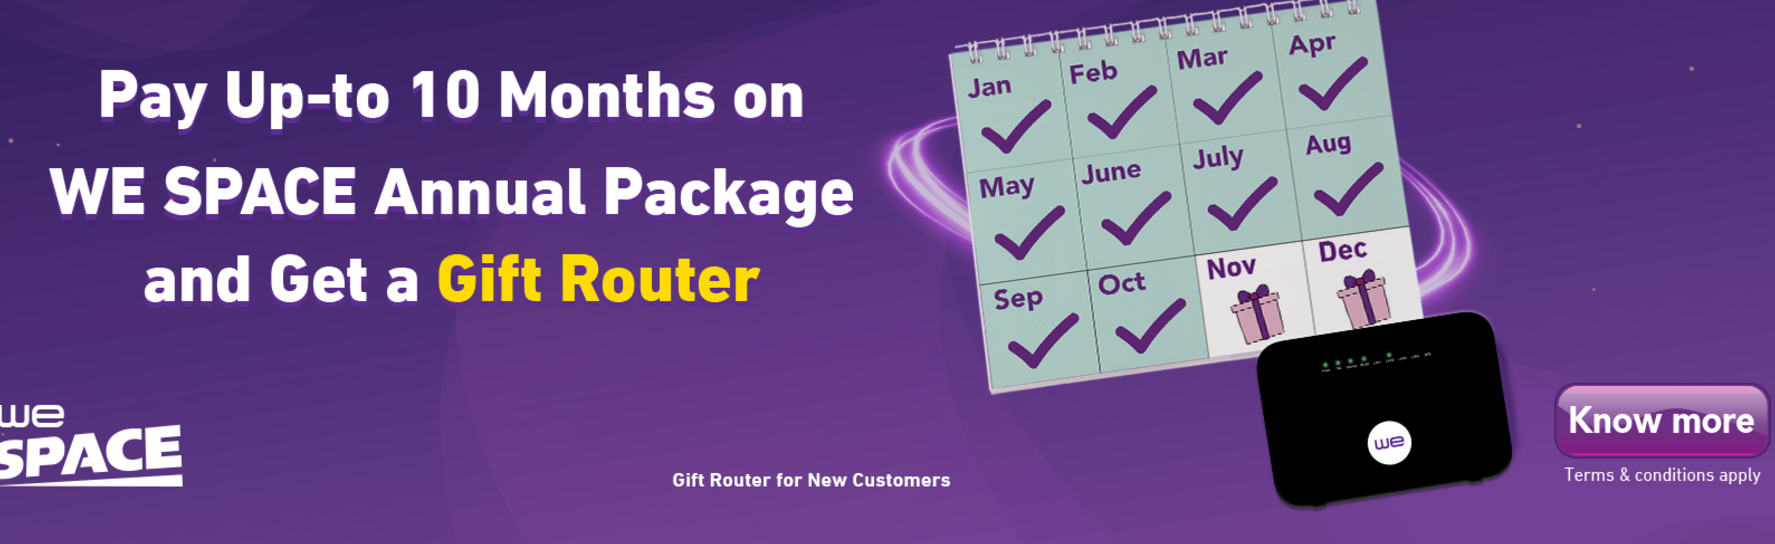 Pay Up-to 10 Months on
WE SPACE Annual Package
and Get a Gift Router
Jan
Feb
Mar
Apr
May
June
July
Aug
Sep
Oct
Nov
Dec
we
we
SPACE
Gift Router for New Customers
Know more
Terms & conditions apply